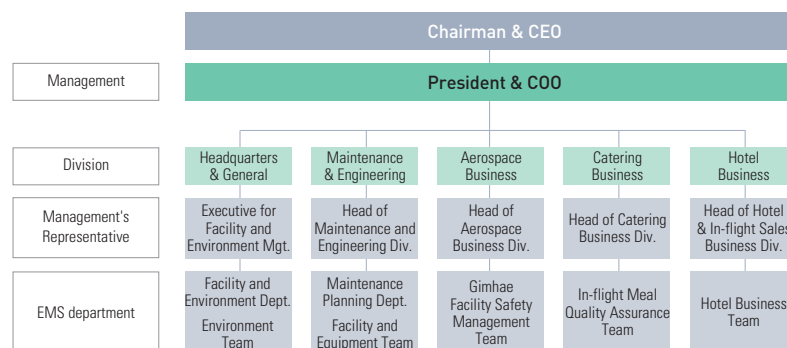 Chairman & CEO
Management
President & COO
Division
Headquarters
& General
Maintenance
& Engineering
Aerospace
Business
Catering
Business
Hotel
Business
Management's
Representative
Executive for
Facility and
Environment Mgt.
Head of
Maintenance and
Engineering Div.
Head of
Aerospace
Business Div.
Head of Catering
Business Div.
Head of Hotel
& In-flight Sales
Business Div.
EMS department
Facility and
Environment Dept.
Environment
Team
Maintenance
Planning Dept.
Facility and
Equipment Team
Gimhae
Facility Safety
Management
Team
In-flight Meal
Quality Assurance
Team
Hotel Business
Team